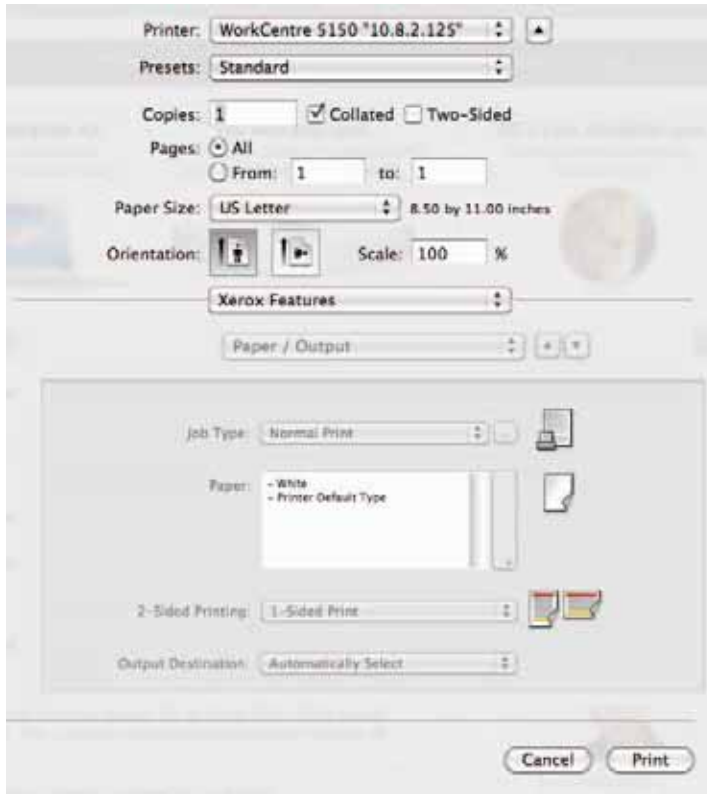 Printer: WorkCentre 5150 "10.8.2.125"
Presets: Standard
Copies: 1 Collated Two-Sided
Pages: All
From: 1 to: 1
Paper Size: US Letter 8.50 by 11.00 inches
Orientation: Scale: 100 %
Xerox Features
Paper / Output
Job Type: Normal Print
Paper: - White
- Printer Default Type
2-Sided Printing: 1-Sided Print
Output Destination: Automatically Select
Cancel Print